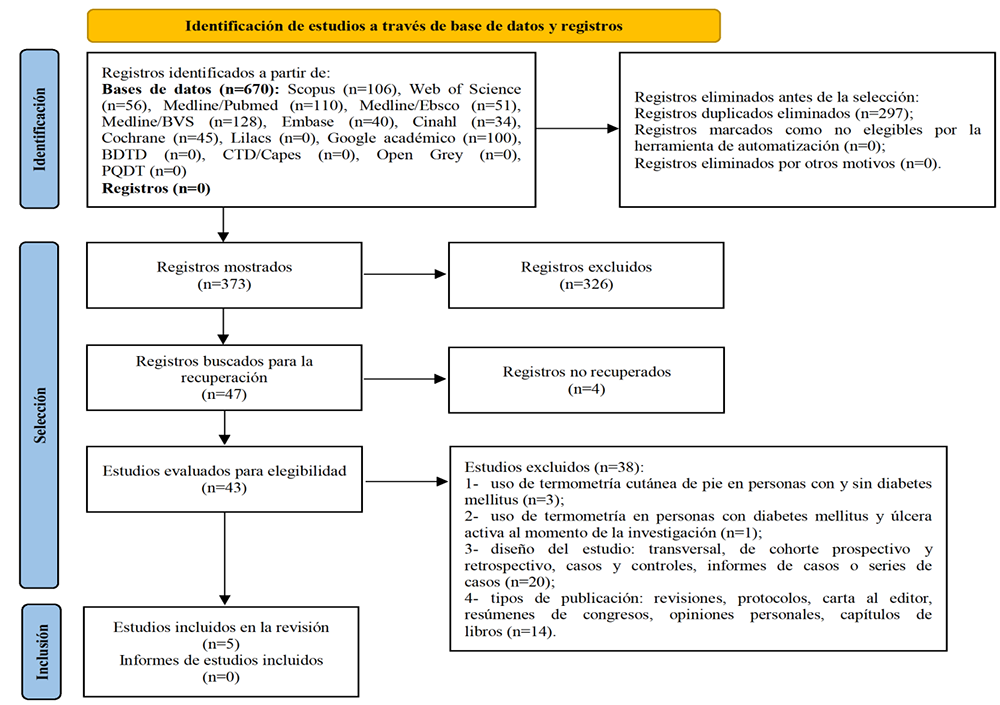 Identificación de estudios a través de base de datos y registros
Identificación
Registros identificados a partir de:
Bases de datos (n=670): Scopus (n=106), Web of Science
(n=56), Medline/Pubmed (n=110), Medline/Ebsco (n=51),
Medline/BVS (n=128), Embase (n=40), Cinahl (n=34),
Cochrane (n=45), Lilacs (n=0), Google académico (n=100),
BDTD (n=0), CTD/Capes (n=0), Open Grey (n=0),
PQDT (n=0)
Registros (n=0)
Registros eliminados antes de la selección:
Registros duplicados eliminados (n=297);
Registros marcados como no elegibles por la
herramienta de automatización (n=0);
Registros eliminados por otros motivos (n=0).
Selección
Registros mostrados
(n=373)
Registros excluidos
(n=326)
Registros buscados para la
recuperación
(n=47)
Registros no recuperados
(n=4)
Estudios evaluados para elegibilidad
(n=43)
Estudios excluidos (n=38):
1- uso de termometría cutánea de pie en personas con y sin diabetes
mellitus (n=3);
2- uso de termometría en personas con diabetes mellitus y úlcera
activa al momento de la investigación (n=1);
3- diseño del estudio: transversal, de cohorte prospectivo y
retrospectivo, casos y controles, informes de casos o series de
casos (n=20);
4- tipos de publicación: revisiones, protocolos, carta al editor,
resúmenes de congresos, opiniones personales, capítulos de
libros (n=14).
Inclusión
Estudios incluidos en la revisión
(n=5)
Informes de estudios incluidos
(n=0)